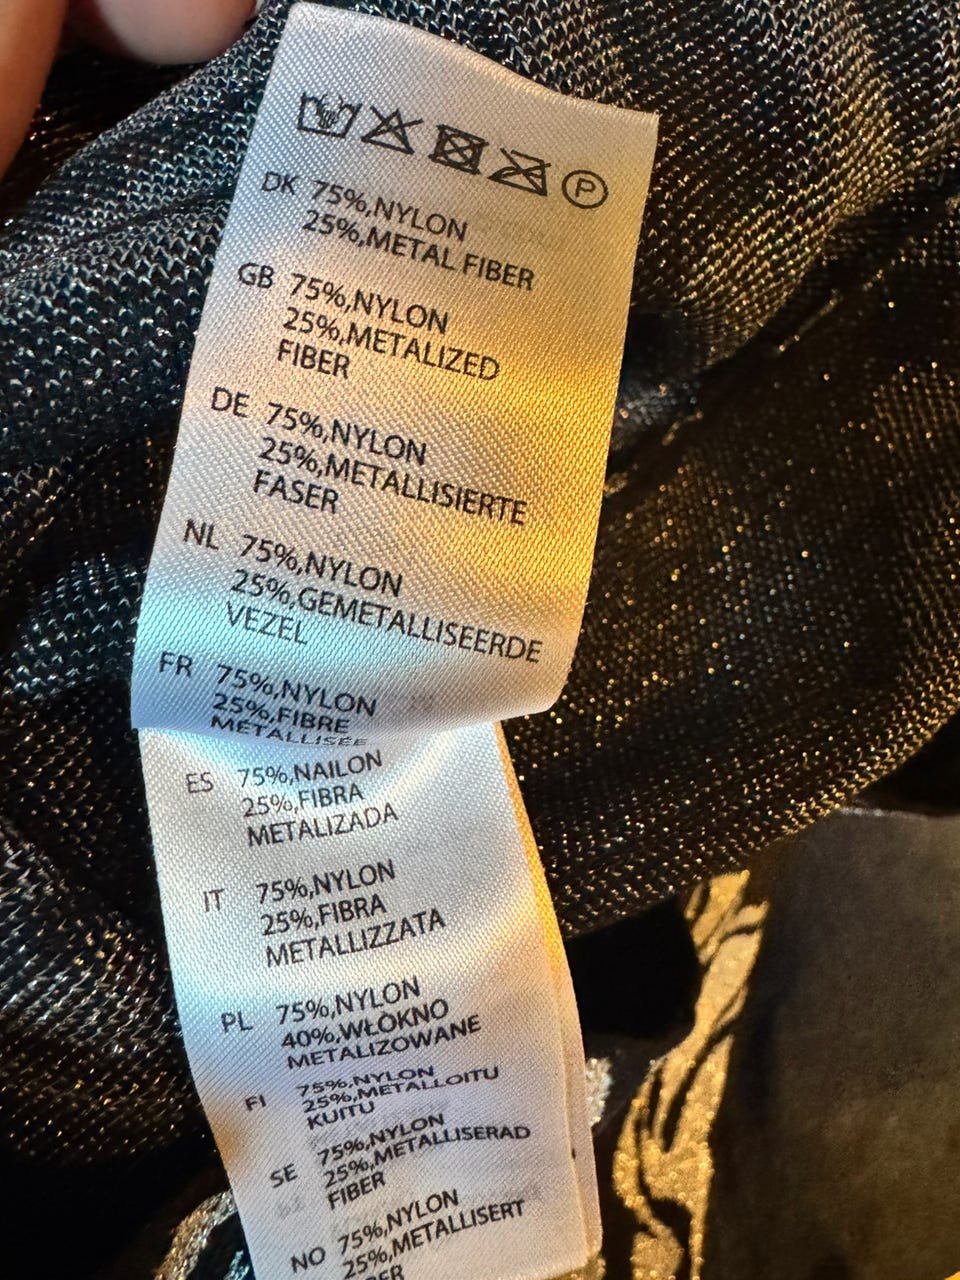 P
DK 75%,NYLON
25%,METAL FIBER
GB 75%,NYLON
25%,METALIZED
FIBER
DE 75%,NYLON
25%,METALLISIERTE
FASER
NL 75%,NYLON
25%,GEMETALLISEERDE
VEZEL
FR 75%,NYLON
25%,FIBRE
METALLISÉE
ES 75%,NAILON
25%,FIBRA
METALIZADA
IT 75%,NYLON
25%,FIBRA
METALLIZZATA
PL 75%,NYLON
40%,WŁÓKNO
METALIZOWANE
FI 75%,NYLON
25%,METALLOITU
KUITU
SE 75%,NYLON
25%,METALLISERAD
FIBER
NO 75%,NYLON
25%,METALLISERT